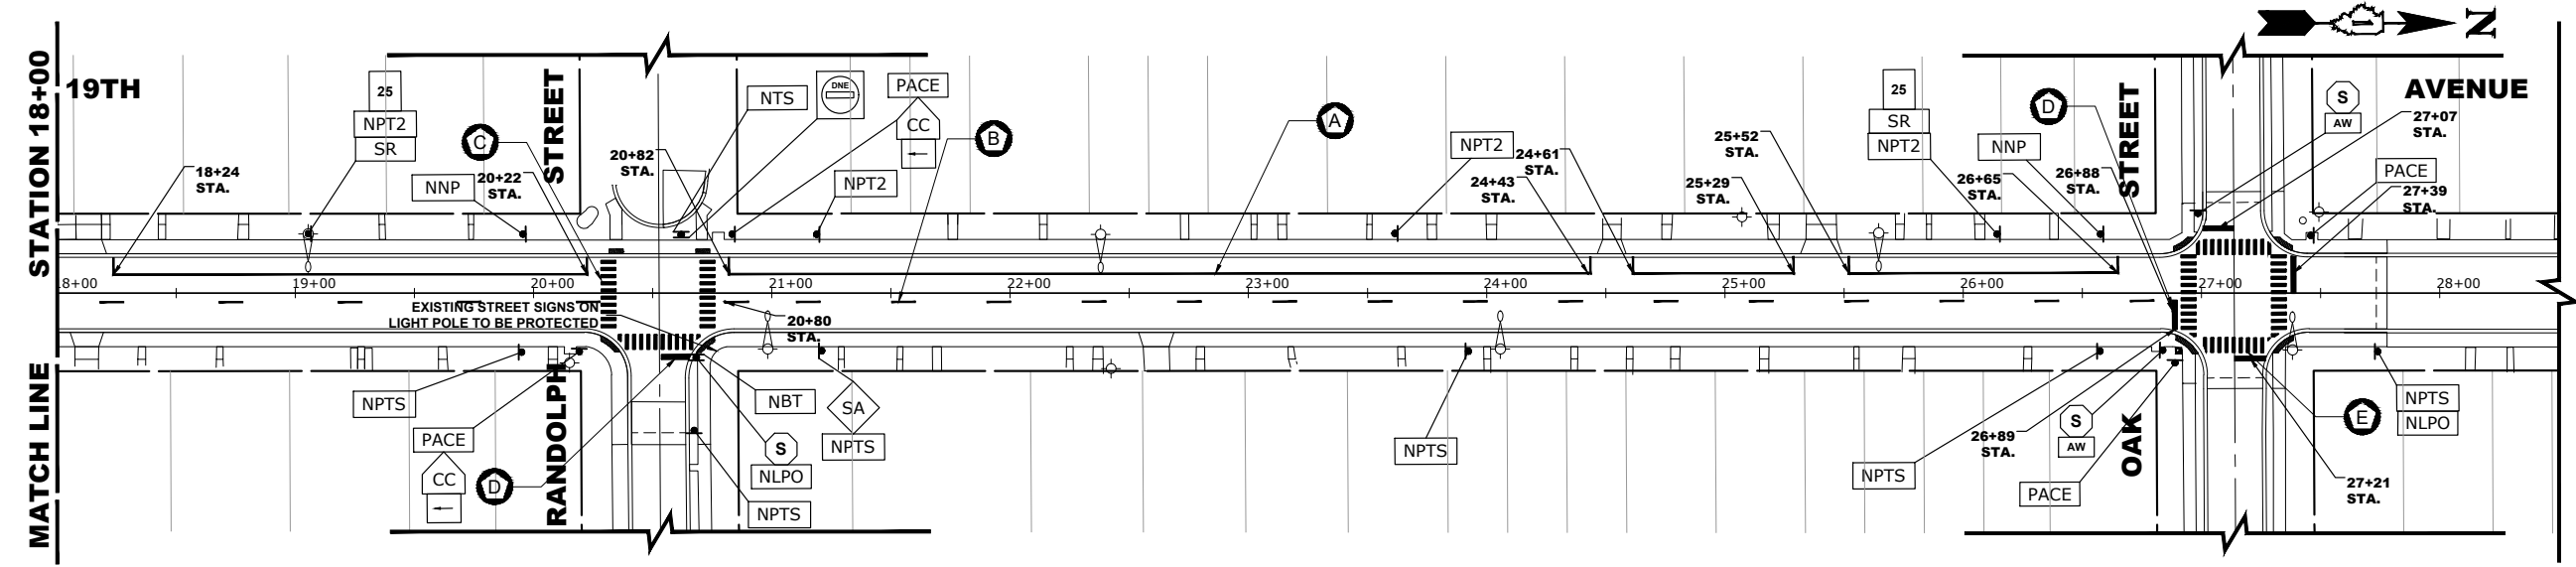 MATCH LINE STATION 18+00
19TH
AVENUE
N
STREET
RANDOLPH
STREET
OAK
25
NPT2
SR
C
NNP
18+24
STA.
20+22
STA.
20+82
STA.
NTS
DNE
PACE
CC
←
B
NPT2
A
NPT2
24+61
STA.
24+43
STA.
25+52
STA.
25+29
STA.
25
SR
NPT2
NNP
D
26+65
STA.
26+88
STA.
S
AW
27+07
STA.
PACE
27+39
STA.
8+00
19+00
20+00
21+00
22+00
23+00
24+00
25+00
26+00
27+00
28+00
EXISTING STREET SIGNS ON
LIGHT POLE TO BE PROTECTED
20+80
STA.
NPTS
PACE
CC
←
D
NBT
S
NLPO
NPTS
SA
NPTS
NPTS
NPTS
26+89
STA.
S
AW
PACE
E
NPTS
NLPO
27+21
STA.